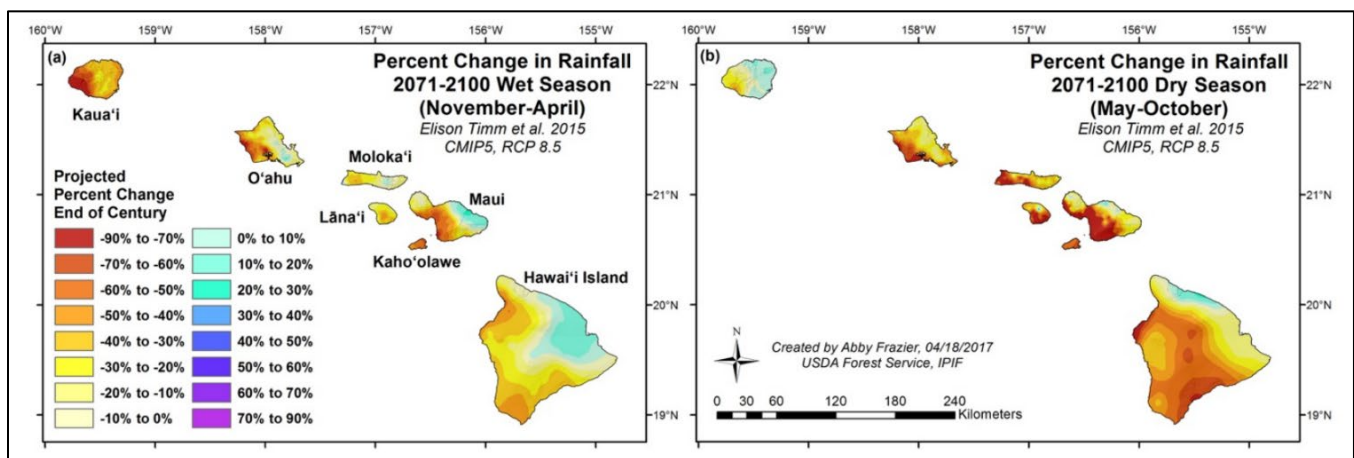 160°W 159°W 158°W 157°W 156°W 155°W
(a)
Percent Change in Rainfall
2071-2100 Wet Season
(November-April)
Elison Timm et al. 2015
CMIP5, RCP 8.5
Kauaʻi
Oʻahu
Molokaʻi
Lānaʻi
Maui
Kahoʻolawe
Hawaiʻi Island
Projected
Percent Change
End of Century
-90% to -70% 0% to 10%
-70% to -60% 10% to 20%
-60% to -50% 20% to 30%
-50% to -40% 30% to 40%
-40% to -30% 40% to 50%
-30% to -20% 50% to 60%
-20% to -10% 60% to 70%
-10% to 0% 70% to 90%
22°N
21°N
20°N
19°N
160°W 159°W 158°W 157°W 156°W 155°W
(b)
Percent Change in Rainfall
2071-2100 Dry Season
(May-October)
Elison Timm et al. 2015
CMIP5, RCP 8.5
N
Created by Abby Frazier, 04/18/2017
USDA Forest Service, IPIF
0 15 30 60 120 180 240
Kilometers
22°N
21°N
20°N
19°N